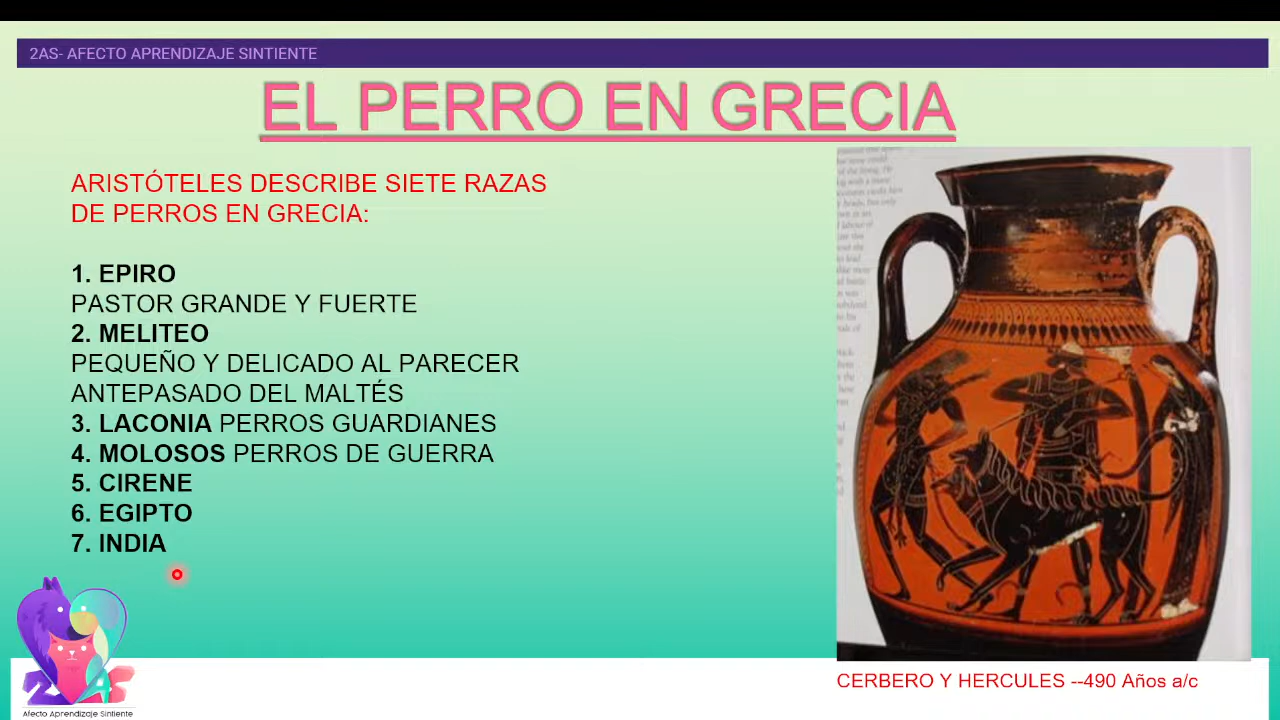 2AS- AFECTO APRENDIZAJE SINTIENTE
EL PERRO EN GRECIA
ARISTÓTELES DESCRIBE SIETE RAZAS
DE PERROS EN GRECIA:
1. EPIRO
PASTOR GRANDE Y FUERTE
2. MELITEO
PEQUEÑO Y DELICADO AL PARECER
ANTEPASADO DEL MALTÉS
3. LACONIA PERROS GUARDIANES
4. MOLOSOS PERROS DE GUERRA
5. CIRENE
6. EGIPTO
7. INDIA
2AS
Afecto Aprendizaje Sintiente
CERBERO Y HERCULES --490 Años a/c